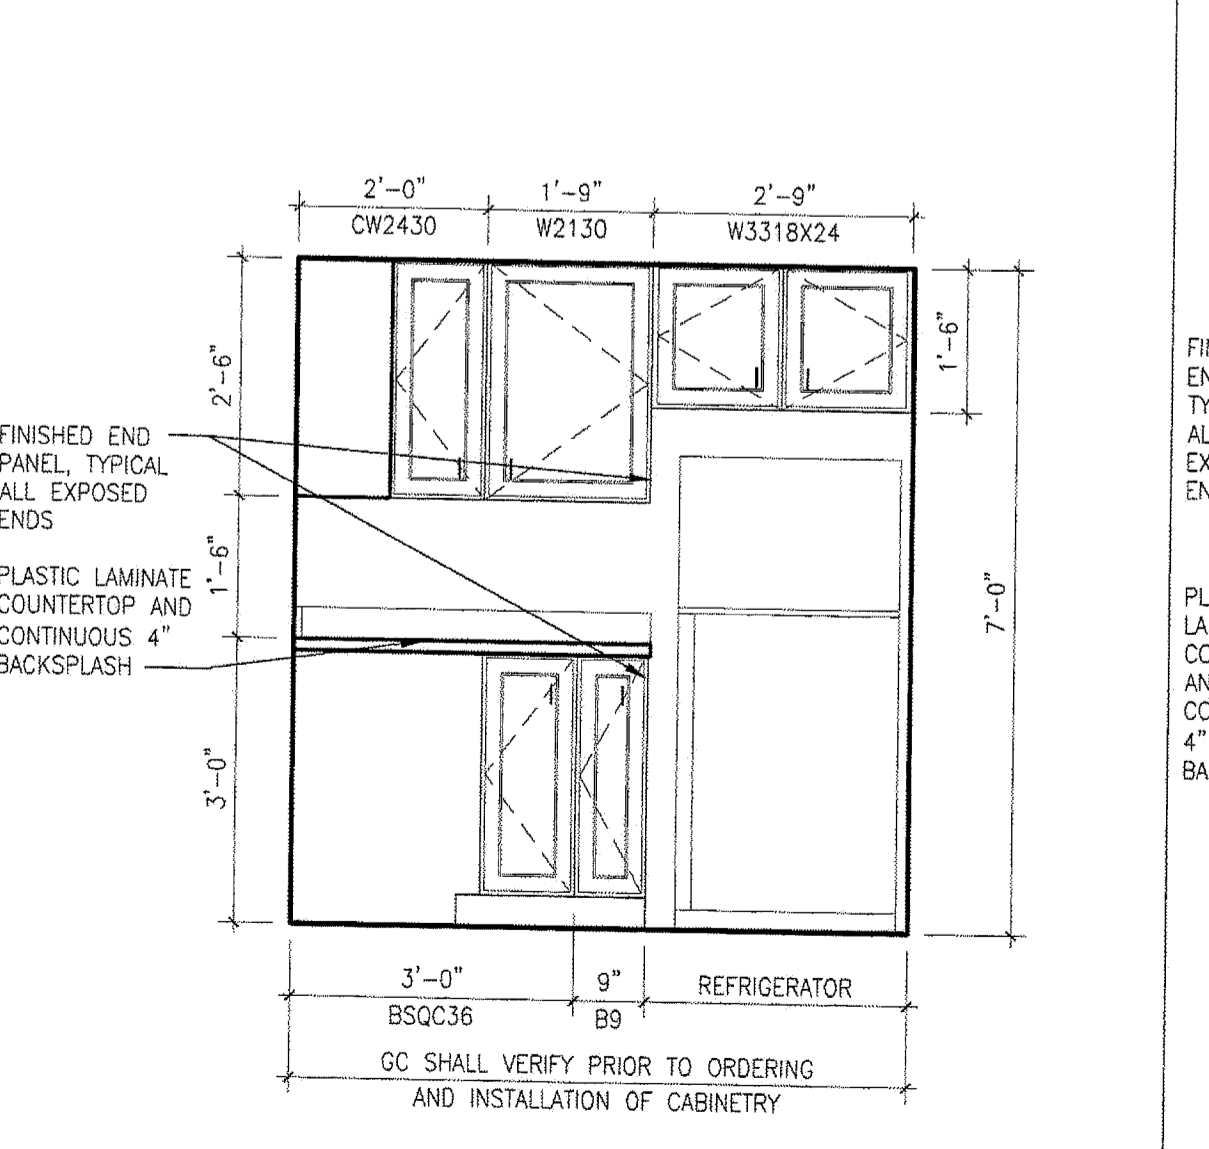 2'-0" 1'-9" 2'-9"
CW2430 W2130 W3318X24
2'-6"
1'-6"
FINISHED END
PANEL, TYPICAL
ALL EXPOSED
ENDS
1'-6"
PLASTIC LAMINATE
COUNTERTOP AND
CONTINUOUS 4"
BACKSPLASH
7'-0"
3'-0"
3'-0" 9" REFRIGERATOR
BSQC36 B9
GC SHALL VERIFY PRIOR TO ORDERING
AND INSTALLATION OF CABINETRY
4"